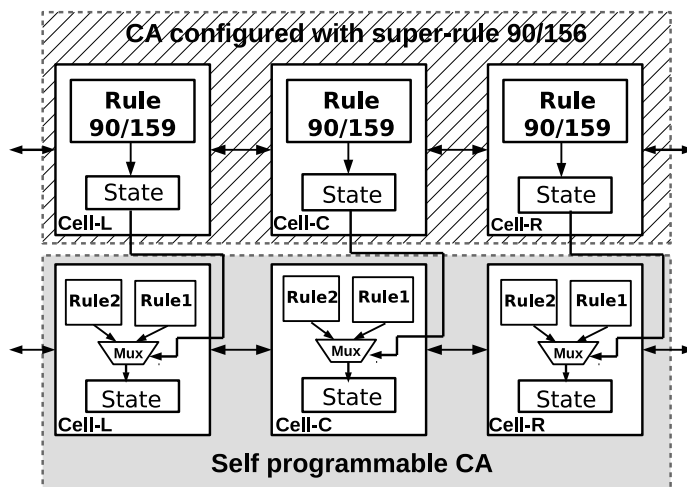 CA configured with super-rule 90/156
Rule
90/159
State
Cell-L
Rule
90/159
State
Cell-C
Rule
90/159
State
Cell-R
Rule2 Rule1
Mux
State
Cell-L
Rule2 Rule1
Mux
State
Cell-C
Rule2 Rule1
Mux
State
Cell-R
Self programmable CA